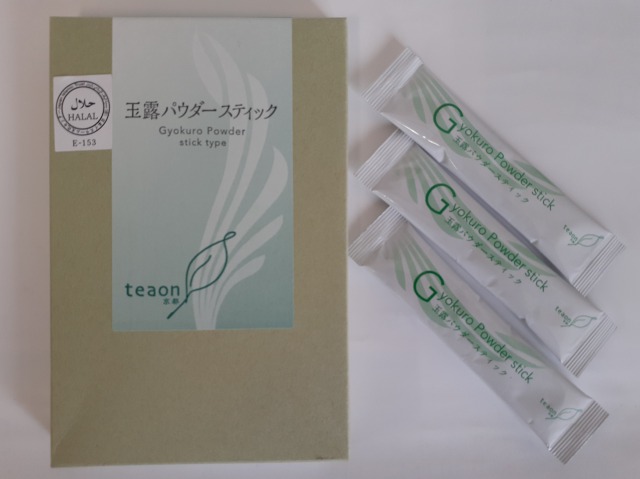 حلال
HALAL
E-153
玉露パウダースティック
Gyokuro Powder
stick type
teaon
京都
Gyokuro Powder stick
玉露パウダースティック
teaon
Gyokuro Powder stick
玉露パウダースティック
teaon
Gyokuro Powder stick
玉露パウダースティック
teaon